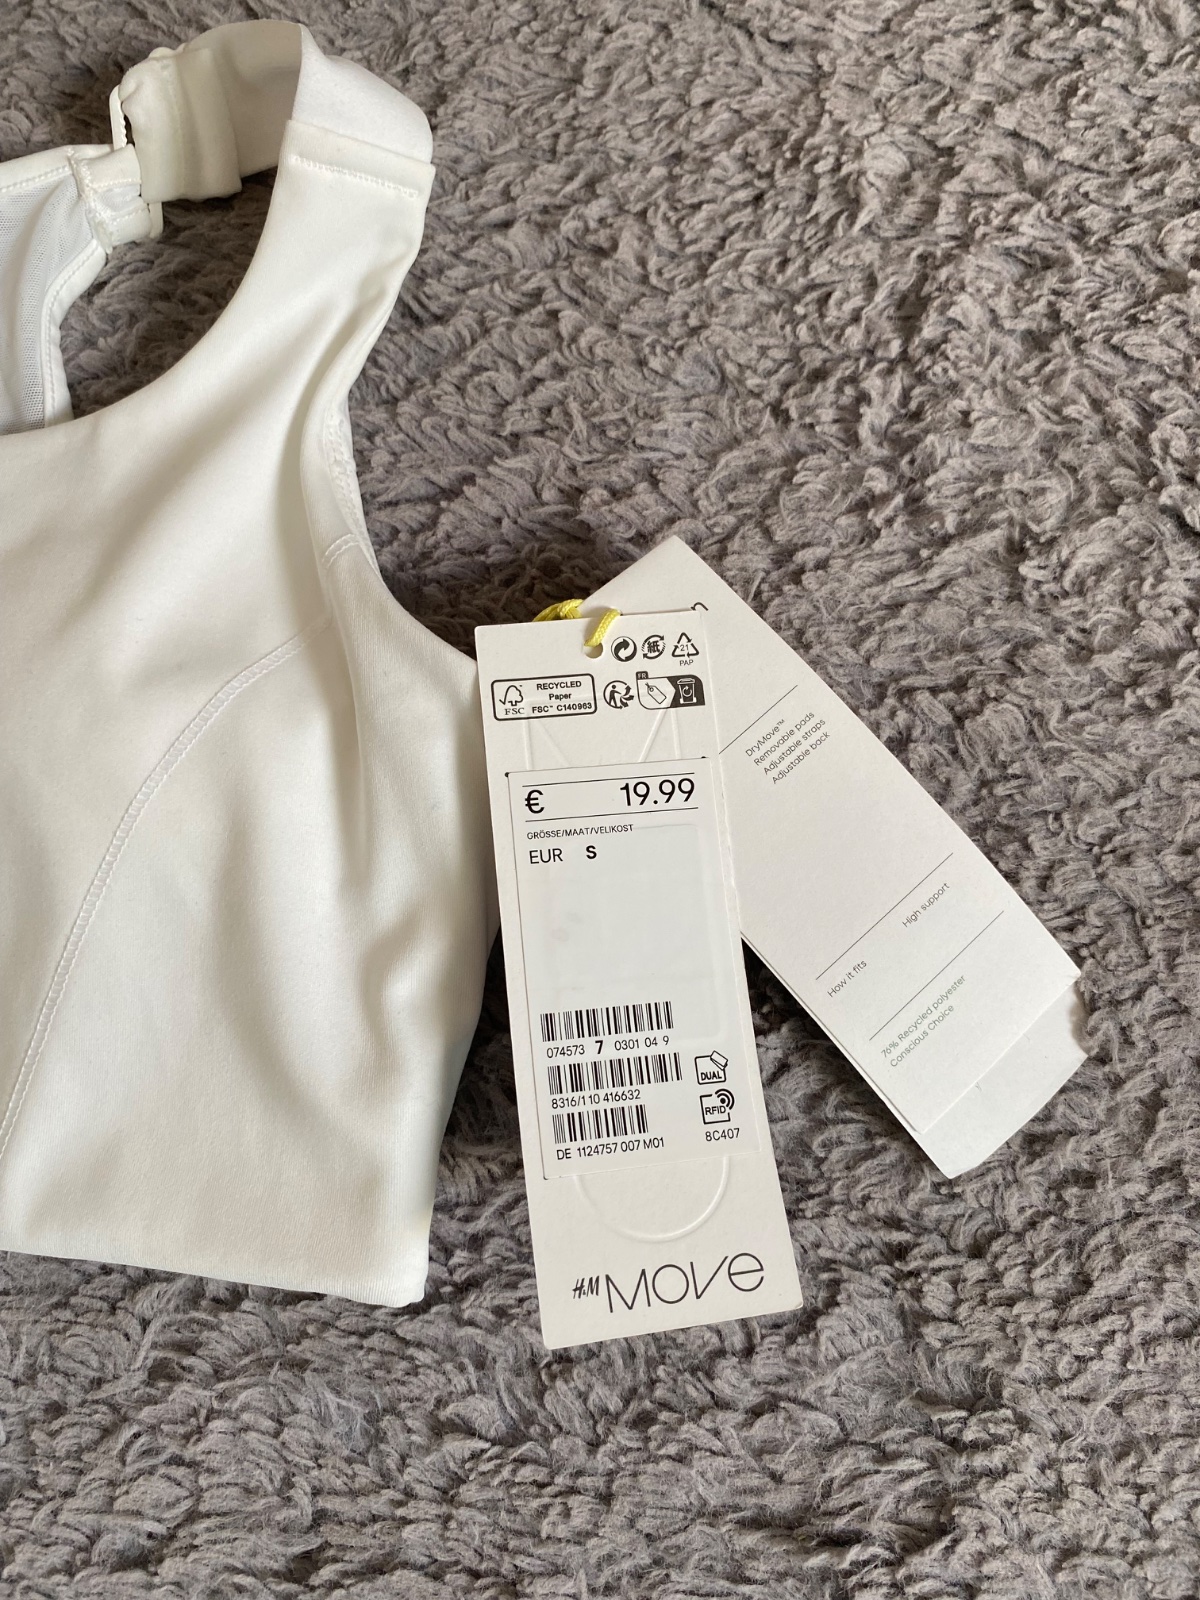 紙
21
PAP
RECYCLED
Paper
FSC™ C140963
FSC
FR
€ 19.99
GRÖSSE/MAAT/VELIKOST
EUR S
074573 7 0301 04 9
8316/110 416632
DE 1124757 007 M01
DUAL
RFID
8C407
H&M MOVE
DryMove™
Removable pads
Adjustable straps
Adjustable back
How it fits
High support
76% Recycled polyester
Conscious Choice